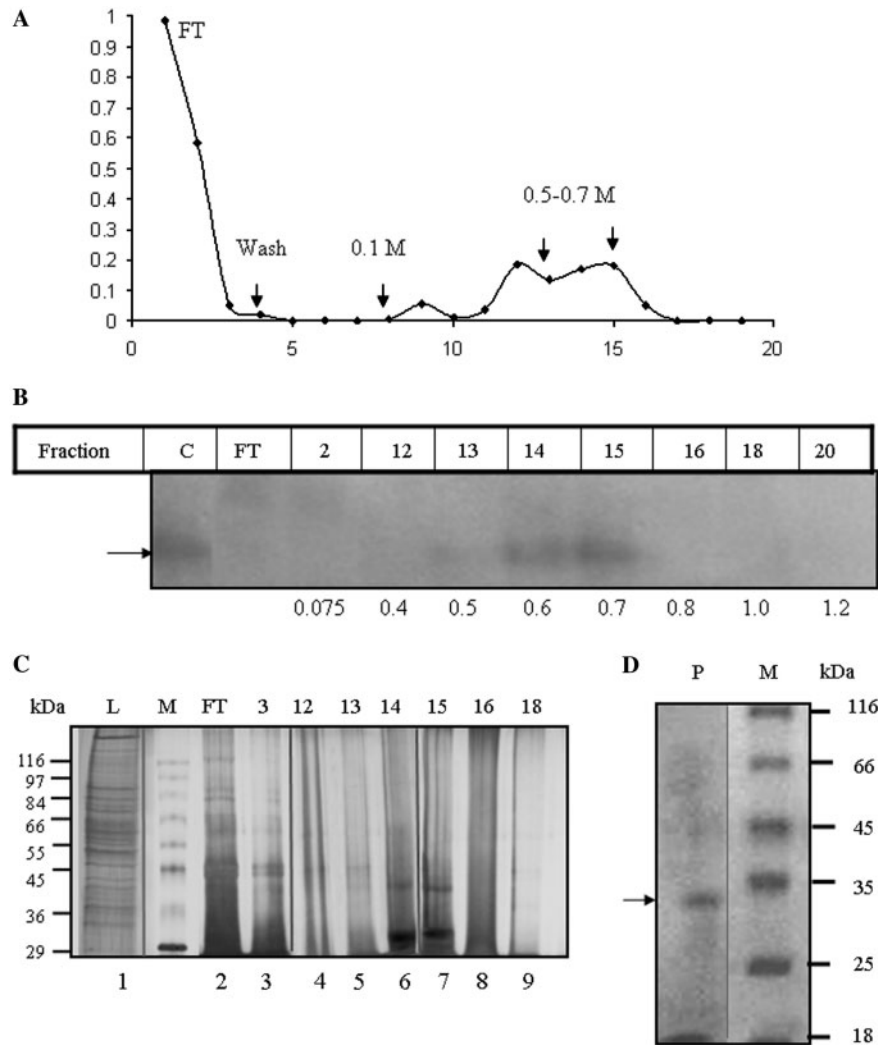 A
1
FT
0.9
0.8
0.7
0.6
0.5
0.4
0.5-0.7 M
0.3
Wash 0.1 M
0.2
0.1
0
0 5 10 15 20
B
Fraction C FT 2 12 13 14 15 16 18 20
0.075 0.4 0.5 0.6 0.7 0.8 1.0 1.2
C
kDa L M FT 3 12 13 14 15 16 18
116
97
84
66
55
45
36
29
1 2 3 4 5 6 7 8 9
D
P M kDa
116
66
45
35
25
18